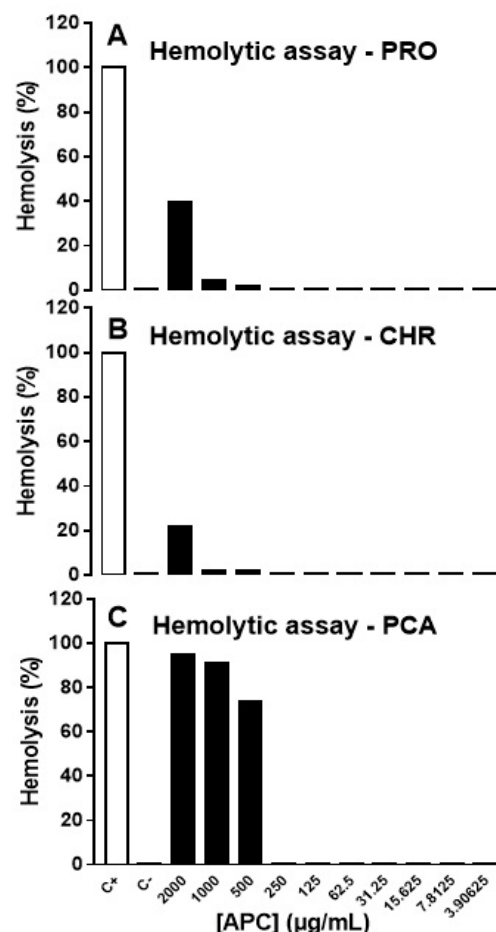 A Hemolytic assay - PRO
Hemolysis (%)
120
100
80
60
40
20
0
B Hemolytic assay - CHR
Hemolysis (%)
120
100
80
60
40
20
0
C Hemolytic assay - PCA
Hemolysis (%)
120
100
80
60
40
20
0
C+ C- 2000 1000 500 250 125 62.5 31.25 15.625 7.8125 3.90625
[APC] (µg/mL)